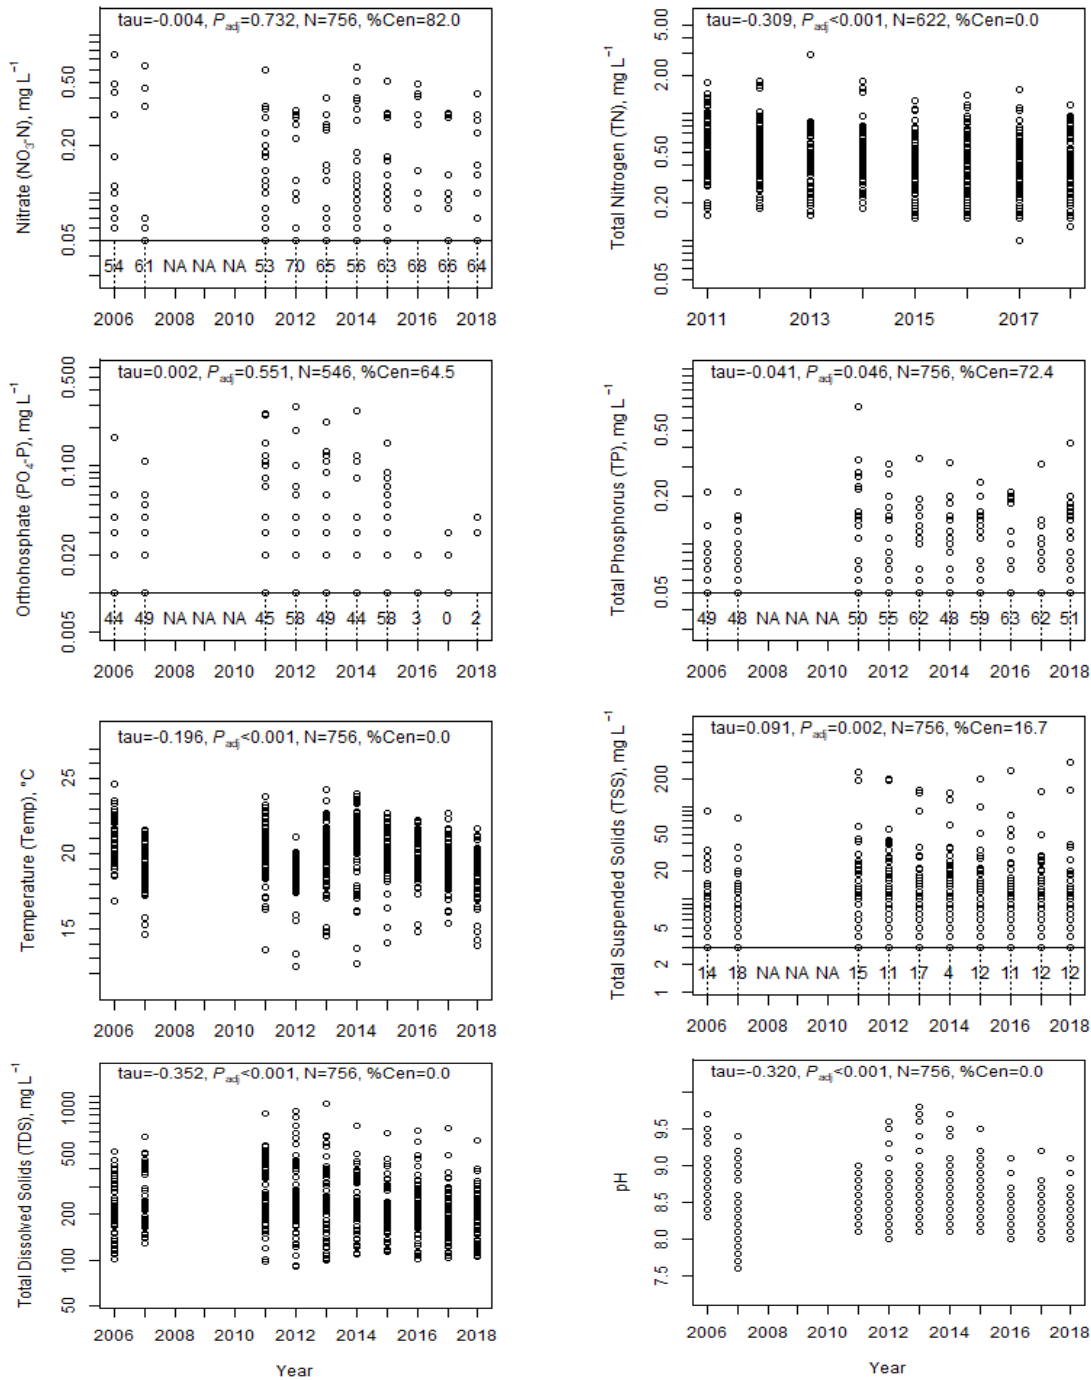 tau=-0.004, Padj=0.732, N=756, %Cen=82.0
Nitrate (NO3-N), mg L−1
0.50
0.20
0.05
54 61 NA NA NA 53 70 65 56 63 68 66 64
2006 2008 2010 2012 2014 2016 2018
tau=-0.309, Padj<0.001, N=622, %Cen=0.0
Total Nitrogen (TN), mg L−1
5.00
2.00
0.50
0.20
0.05
2011 2013 2015 2017
tau=0.002, Padj=0.551, N=546, %Cen=64.5
Orthohosphate (PO4-P), mg L−1
0.500
0.100
0.020
0.005
44 49 NA NA NA 45 58 49 44 58 3 0 2
2006 2008 2010 2012 2014 2016 2018
tau=-0.041, Padj=0.046, N=756, %Cen=72.4
Total Phosphorus (TP), mg L−1
0.50
0.20
0.05
49 48 NA NA NA 50 55 62 48 59 63 62 51
2006 2008 2010 2012 2014 2016 2018
tau=-0.196, Padj<0.001, N=756, %Cen=0.0
Temperature (Temp), °C
25
20
15
2006 2008 2010 2012 2014 2016 2018
tau=0.091, Padj=0.002, N=756, %Cen=16.7
Total Suspended Solids (TSS), mg L−1
200
50
20
5
2
1
14 18 NA NA NA 15 11 17 4 12 11 12 12
2006 2008 2010 2012 2014 2016 2018
tau=-0.352, Padj<0.001, N=756, %Cen=0.0
Total Dissolved Solids (TDS), mg L−1
1000
500
200
100
50
2006 2008 2010 2012 2014 2016 2018
Year
tau=-0.320, Padj<0.001, N=756, %Cen=0.0
pH
9.5
9.0
8.5
8.0
7.5
2006 2008 2010 2012 2014 2016 2018
Year